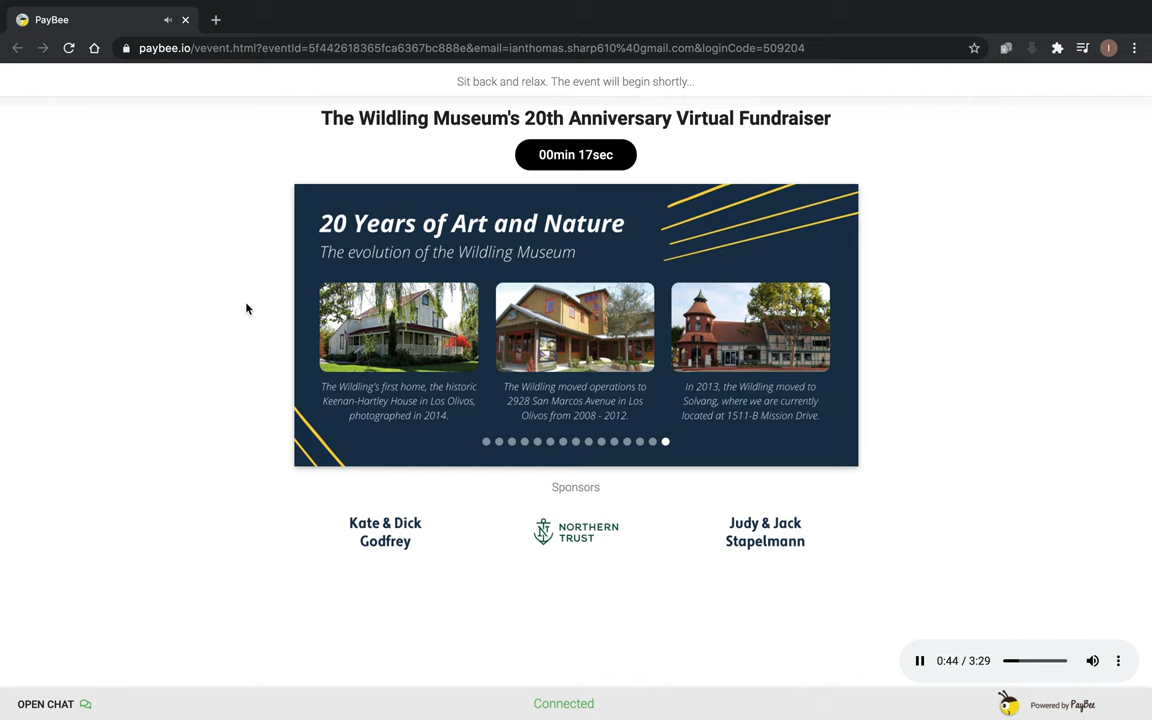 PayBee
paybee.io/vevent.html?eventId=5f442618365fca6367bc888e&email=ianthomas.sharp610%40gmail.com&loginCode=509204
I
Sit back and relax. The event will begin shortly...
The Wildling Museum's 20th Anniversary Virtual Fundraiser
00min 17sec
20 Years of Art and Nature
The evolution of the Wildling Museum
The Wildling's first home, the historic
Keenan-Hartley House in Los Olivos,
photographed in 2014.
The Wildling moved operations to
2928 San Marcos Avenue in Los
Olivos from 2008 - 2012.
In 2013, the Wildling moved to
Solvang, where we are currently
located at 1511-B Mission Drive.
Sponsors
Kate & Dick
Godfrey
NORTHERN
TRUST
Judy & Jack
Stapelmann
0:44 / 3:29
OPEN CHAT
Connected
Powered by PayBee